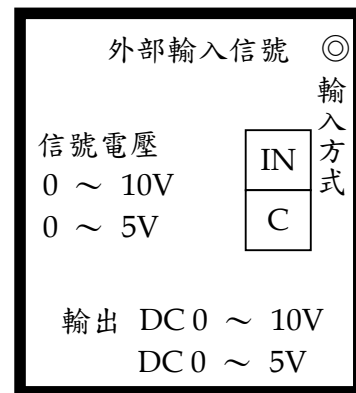 外部輸入信號 ◎
輸入方式
信號電壓
0 ～ 10V
0 ～ 5V
IN
C
輸出 DC 0 ～ 10V
DC 0 ～ 5V